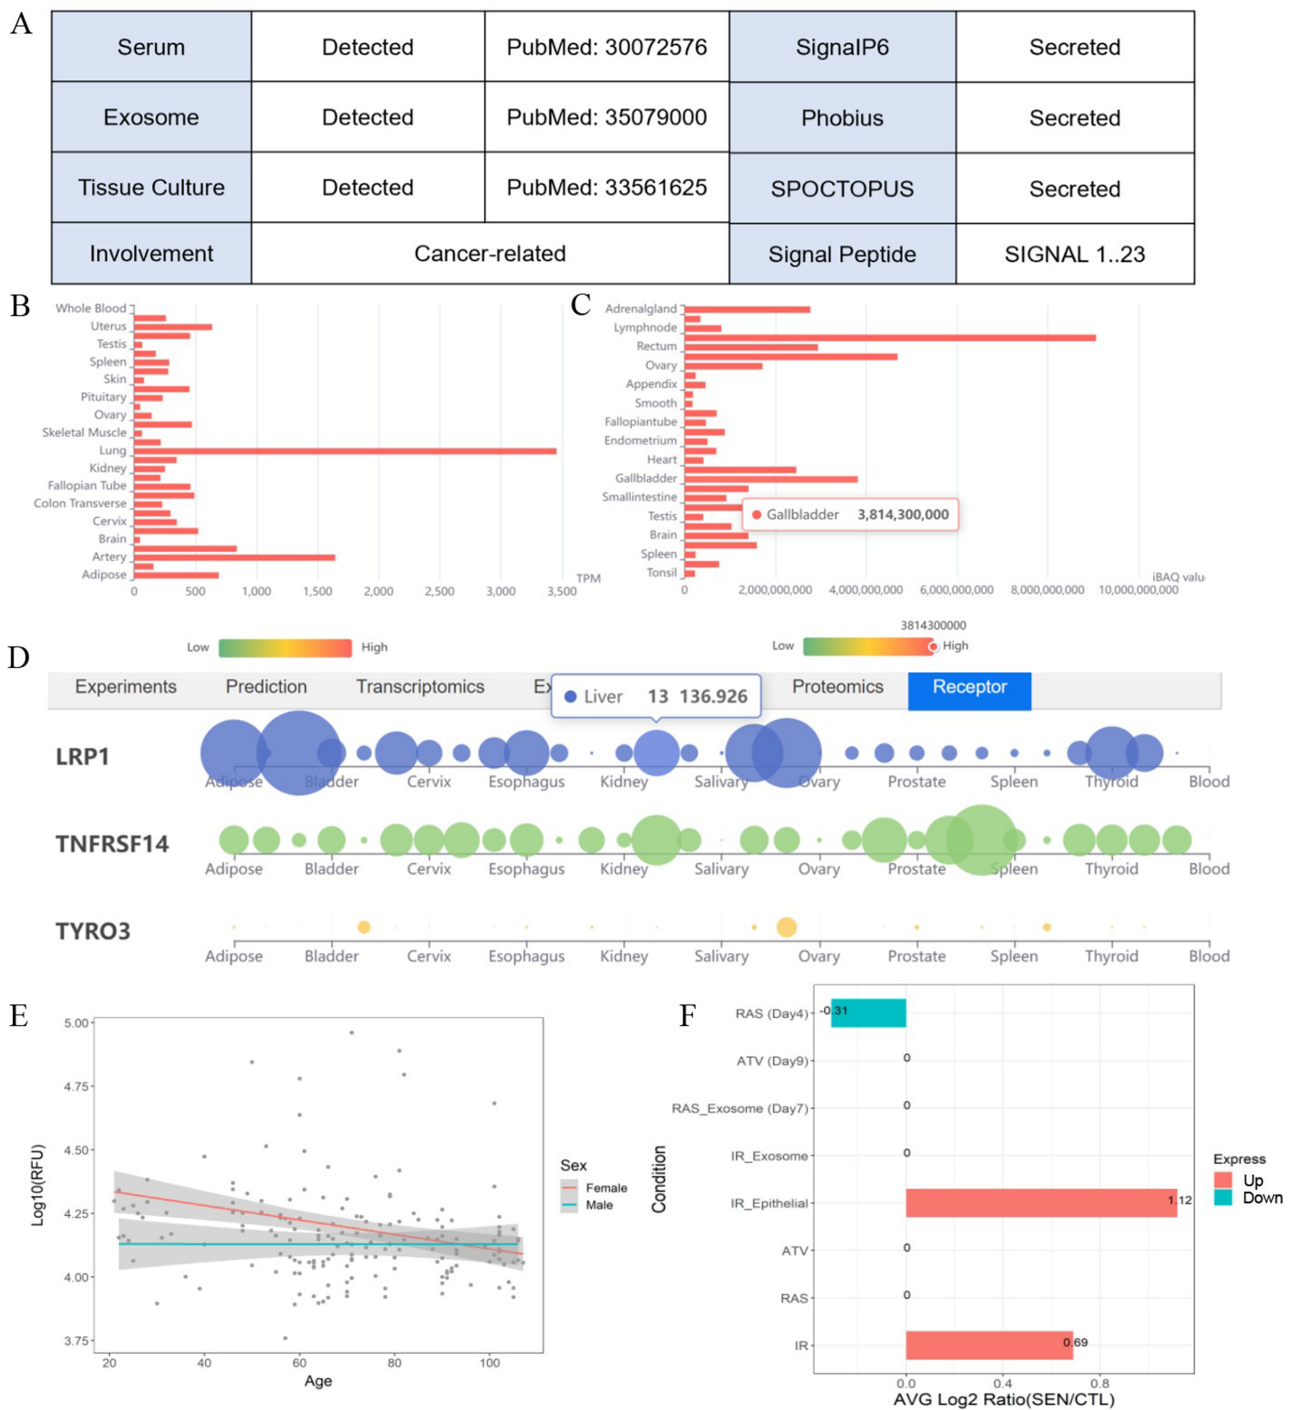 A
Serum Detected PubMed: 30072576 SignalP6 Secreted
Exosome Detected PubMed: 35079000 Phobius Secreted
Tissue Culture Detected PubMed: 33561625 SPOCTOPUS Secreted
Involvement Cancer-related Signal Peptide SIGNAL 1..23
B
Whole Blood
Uterus
Testis
Spleen
Skin
Pituitary
Ovary
Skeletal Muscle
Lung
Kidney
Fallopian Tube
Colon Transverse
Cervix
Brain
Artery
Adipose
TPM
0 500 1,000 1,500 2,000 2,500 3,000 3,500
Low High
C
Adrenalgland
Lymphnode
Rectum
Ovary
Appendix
Smooth
Fallopiantube
Endometrium
Heart
Gallbladder
Smallintestine
Gallbladder 3,814,300,000
Testis
Brain
Spleen
Tonsil
iBAQ valu
0 2,000,000,000 4,000,000,000 6,000,000,000 8,000,000,000 10,000,000,000
3814300000
Low High
D
Experiments Prediction Transcriptomics Ex Proteomics Receptor
Liver 13 136.926
LRP1
Adipose Bladder Cervix Esophagus Kidney Salivary Ovary Prostate Spleen Thyroid Blood
TNFRSF14
Adipose Bladder Cervix Esophagus Kidney Salivary Ovary Prostate Spleen Thyroid Blood
TYRO3
Adipose Bladder Cervix Esophagus Kidney Salivary Ovary Prostate Spleen Thyroid Blood
E
Log10(RFU)
5.00
4.75
4.50
4.25
4.00
3.75
20 40 60 80 100
Age
Sex
Female
Male
F
Condition
RAS (Day4) -0.31
ATV (Day9) 0
RAS_Exosome (Day7) 0
IR_Exosome 0
IR_Epithelial 1.12
ATV 0
RAS 0
IR 0.69
0.0 0.4 0.8
AVG Log2 Ratio(SEN/CTL)
Express
Up
Down